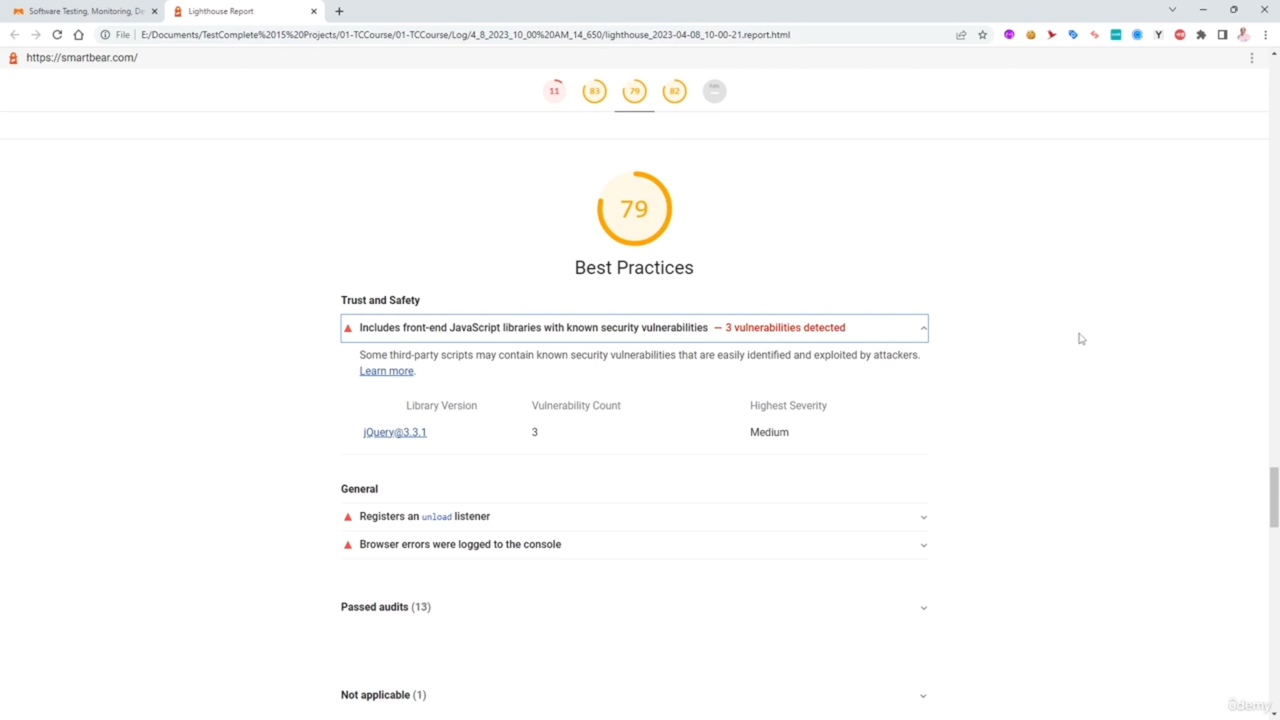 Software Testing, Monitoring, De
Lighthouse Report
File
E:/Documents/TestComplete%2015%20Projects/01-TCCourse/01-TCCourse/Log/4_8_2023_10_00%20AM_14_650/lighthouse_2023-04-08_10-00-21.report.html
https://smartbear.com/
11
83
79
82
79
Best Practices
Trust and Safety
Includes front-end JavaScript libraries with known security vulnerabilities — 3 vulnerabilities detected
Some third-party scripts may contain known security vulnerabilities that are easily identified and exploited by attackers.
Learn more.
Library Version Vulnerability Count Highest Severity
jQuery@3.3.1 3 Medium
General
Registers an unload listener
Browser errors were logged to the console
Passed audits (13)
Not applicable (1)
ûdemy